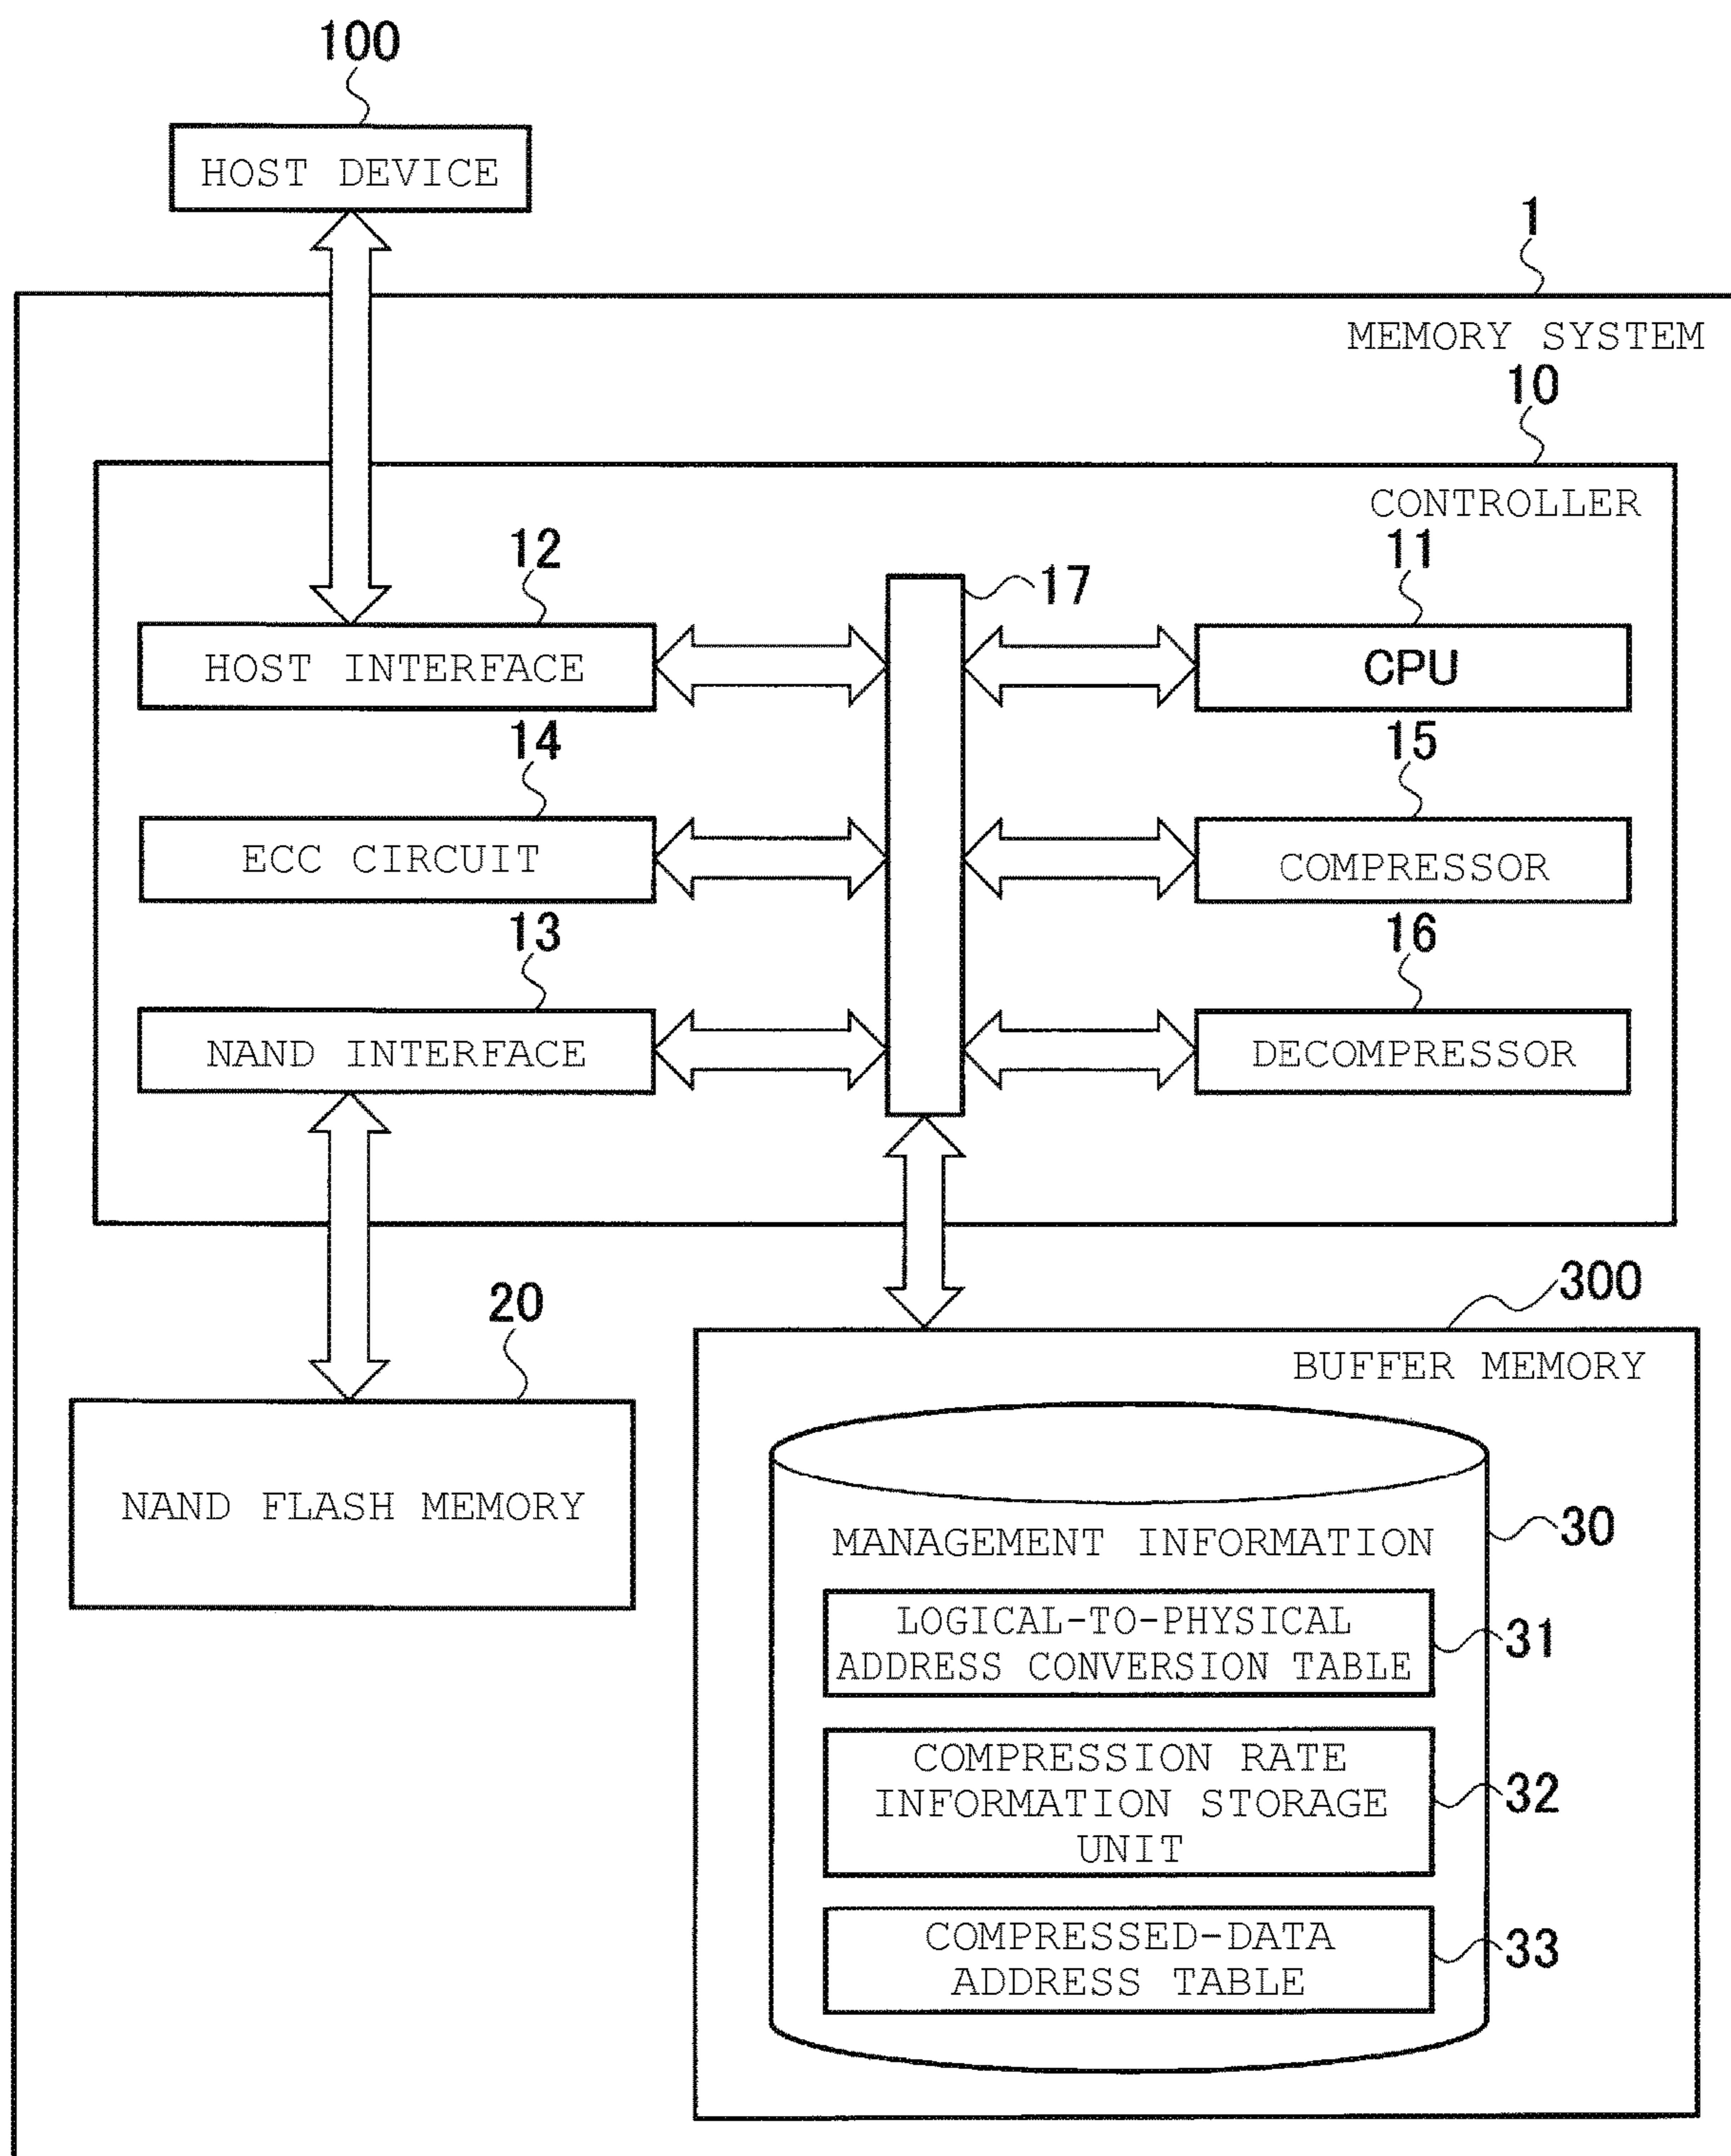 100
HOST DEVICE
1
MEMORY SYSTEM
10
CONTROLLER
12
HOST INTERFACE
17
11
CPU
14
ECC CIRCUIT
15
COMPRESSOR
13
NAND INTERFACE
16
DECOMPRESSOR
20
NAND FLASH MEMORY
300
BUFFER MEMORY
30
MANAGEMENT INFORMATION
LOGICAL-TO-PHYSICAL
ADDRESS CONVERSION TABLE
31
COMPRESSION RATE
INFORMATION STORAGE
UNIT
32
COMPRESSED-DATA
ADDRESS TABLE
33